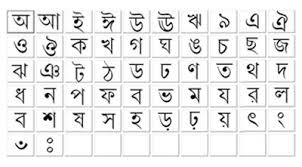 অ আ ই ঈ উ ঊ ঋ ৯ এ ঐ
ও ঔ ক খ গ ঘ ঙ চ ছ জ
ঝ ঞ ট ঠ ড ঢ ণ ত থ দ
ধ ন প ফ ব ভ ম য র ল
ব শ ষ স হ ড় ঢ় য় ৎ ং
ঃ ঁ